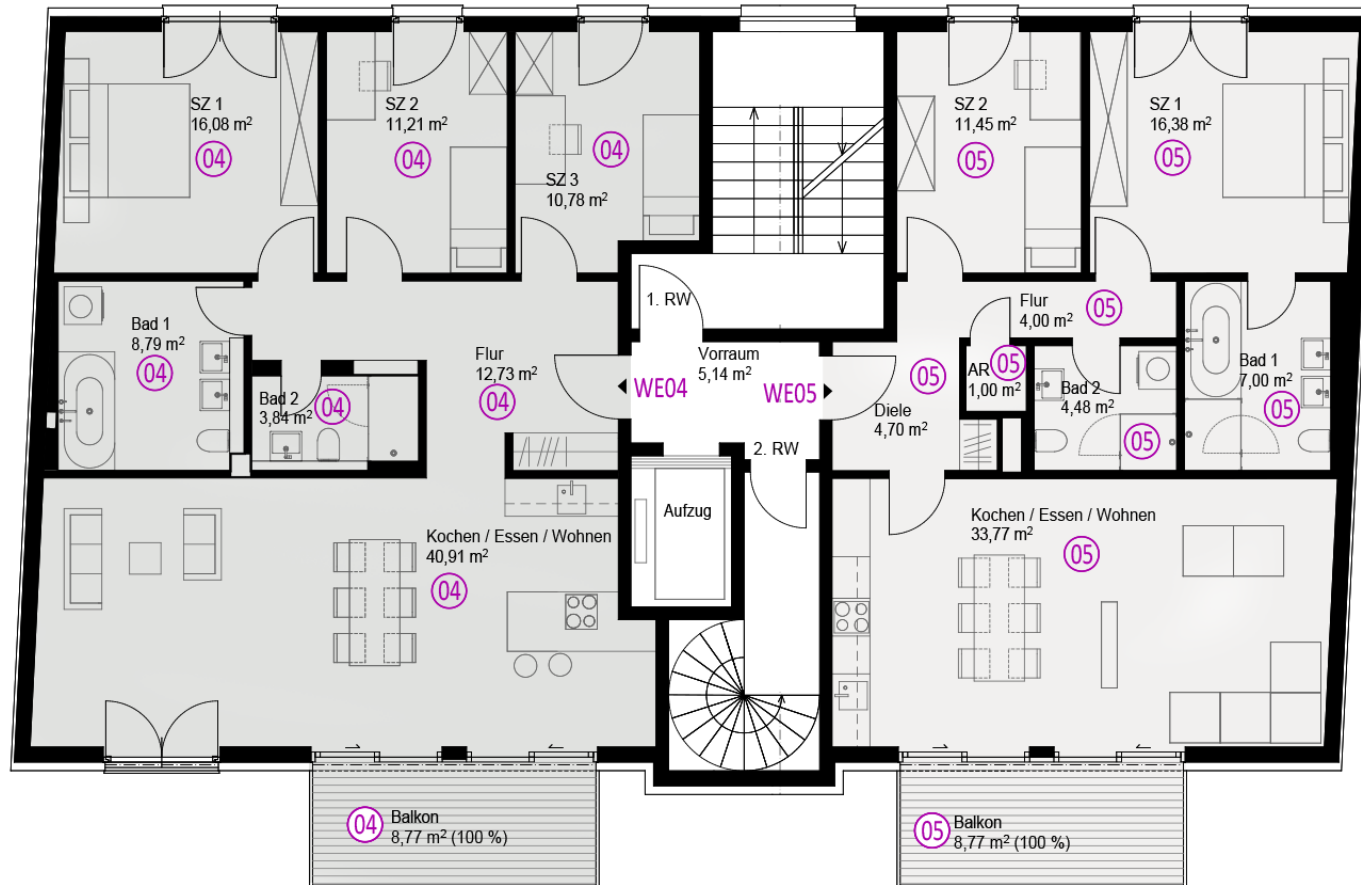 SZ 1
16,08 m²
04
SZ 2
11,21 m²
04
04
SZ 3
10,78 m²
SZ 2
11,45 m²
05
SZ 1
16,38 m²
05
1. RW
Bad 1
8,79 m²
04
Flur
12,73 m²
04
Bad 2
3,84 m²
04
WE04
Vorraum
5,14 m²
WE05
2. RW
Aufzug
Flur
4,00 m²
05
05
AR
1,00 m²
05
Diele
4,70 m²
Bad 2
4,48 m²
05
Bad 1
7,00 m²
05
Kochen / Essen / Wohnen
40,91 m²
04
Kochen / Essen / Wohnen
33,77 m²
05
04
Balkon
8,77 m² (100 %)
05
Balkon
8,77 m² (100 %)